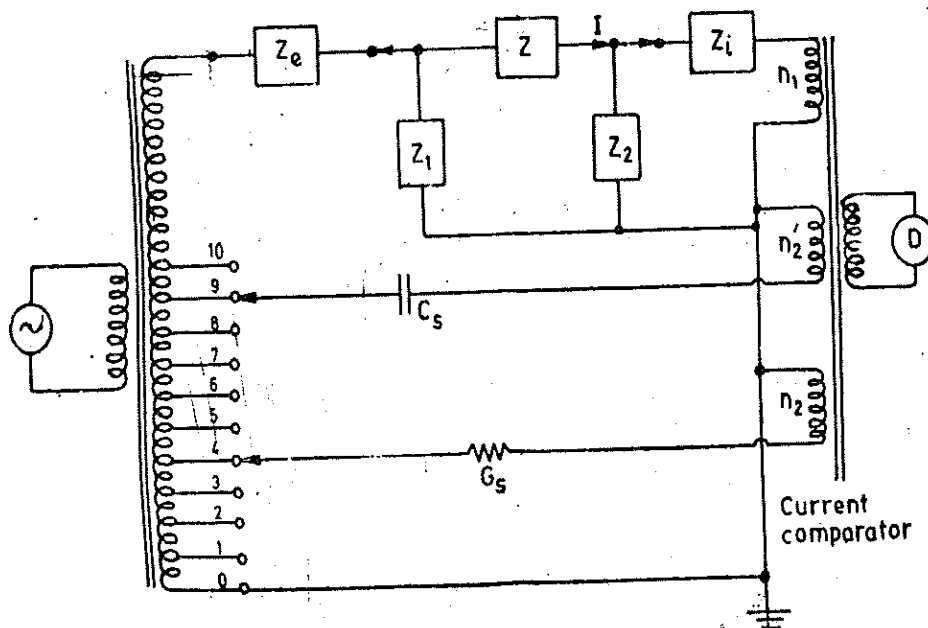 Z_e
Z
I
Z_i
n_1
Z_1
Z_2
n_2'
D
10
9
C_s
8
7
6
5
n_2
4
G_s
3
2
1
0
Current
comparator